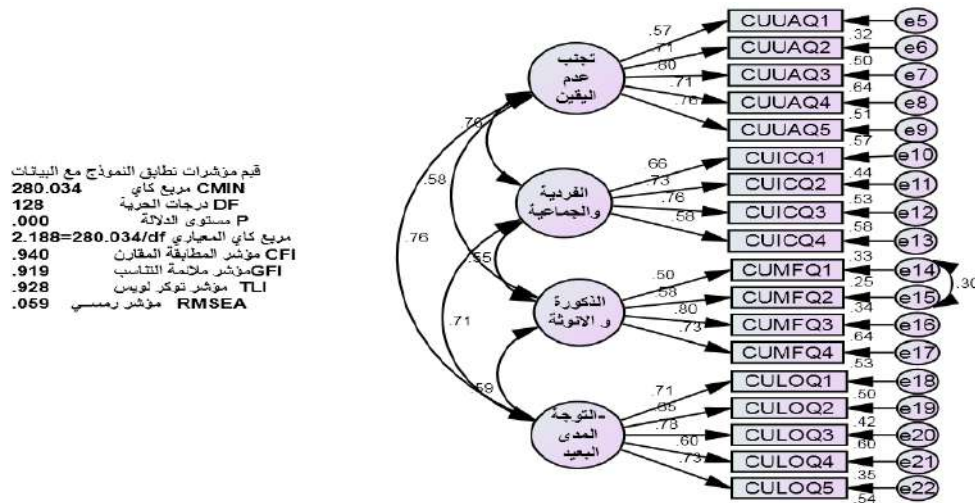 قيم مؤشرات تطابق النموذج مع البيانات
CMIN مربع كاي 280.034
DF درجات الحرية 128
P مستوى الدلالة .000
مربع كاي المعياري 2.188=280.034/df
CFI مؤشر المطابقة المقارن .940
GFI مؤشر ملائمة التناسب .919
TLI مؤشر توكر لويس .928
RMSEA مؤشر رمسي .059
تجنب
عدم
اليقين
.57 CUUAQ1 .32 e5
.71 CUUAQ2 .50 e6
.80 CUUAQ3 .64 e7
.71 CUUAQ4 .51 e8
.76 CUUAQ5 .57 e9
الفردية
والجماعية
.66 CUICQ1 .44 e10
.73 CUICQ2 .53 e11
.76 CUICQ3 .58 e12
.58 CUICQ4 .33 e13
الذكورة
و الانوثة
.50 CUMFQ1 .25 e14
.58 CUMFQ2 .34 e15
.80 CUMFQ3 .64 e16
.73 CUMFQ4 .53 e17
.30
التوجة-
المدى
البعيد
.71 CULOQ1 .50 e18
.65 CULOQ2 .42 e19
.78 CULOQ3 .60 e20
.60 CULOQ4 .35 e21
.73 CULOQ5 .54 e22
.76
.58
.76
.55
.71
.59